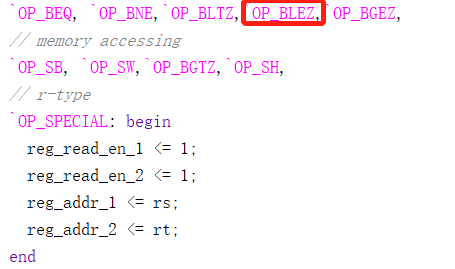 `OP_BEQ, `OP_BNE,`OP_BLTZ,`OP_BLEZ,`OP_BGEZ,
// memory accessing
`OP_SB, `OP_SW,`OP_BGTZ,`OP_SH,
// r-type
`OP_SPECIAL: begin
reg_read_en_1 <= 1;
reg_read_en_2 <= 1;
reg_addr_1 <= rs;
reg_addr_2 <= rt;
end